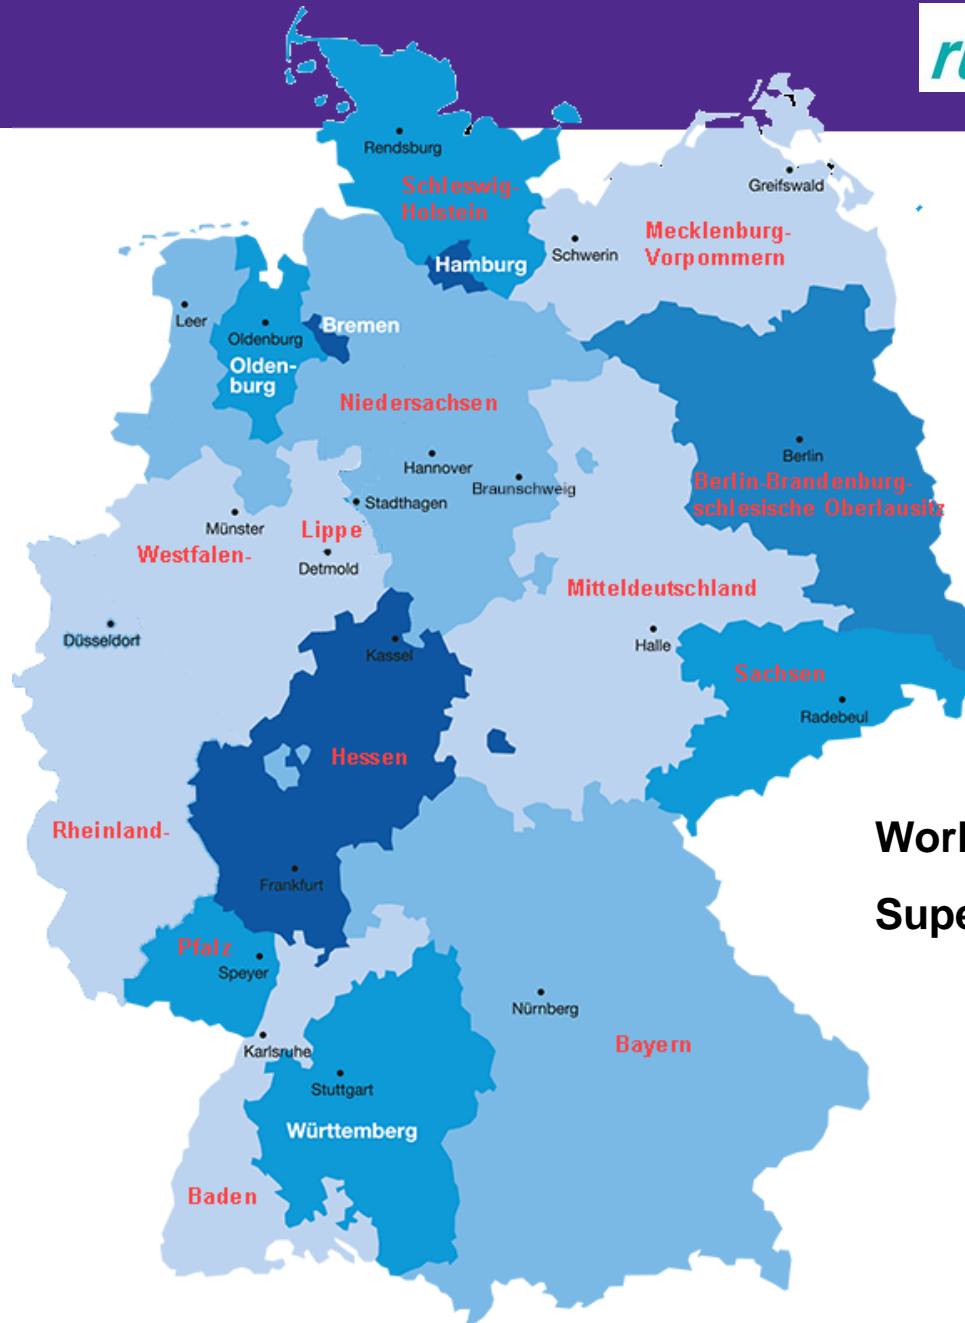 Rendsburg
Schleswig-
Holstein
Greifswald
Mecklenburg-
Vorpommern
Schwerin
Hamburg
Leer
Oldenburg
Bremen
Olden-
burg
Niedersachsen
Hannover
Braunschweig
Stadthagen
Berlin
Berlin-Brandenburg-
schlesische Oberlausitz
Münster
Lippe
Westfalen-
Detmold
Mitteldeutschland
Düsseldorf
Kassel
Halle
Sachsen
Radebeul
Hessen
Rheinland-
Frankfurt
Pfalz
Speyer
Nürnberg
Bayern
Karlsruhe
Stuttgart
Württemberg
Baden